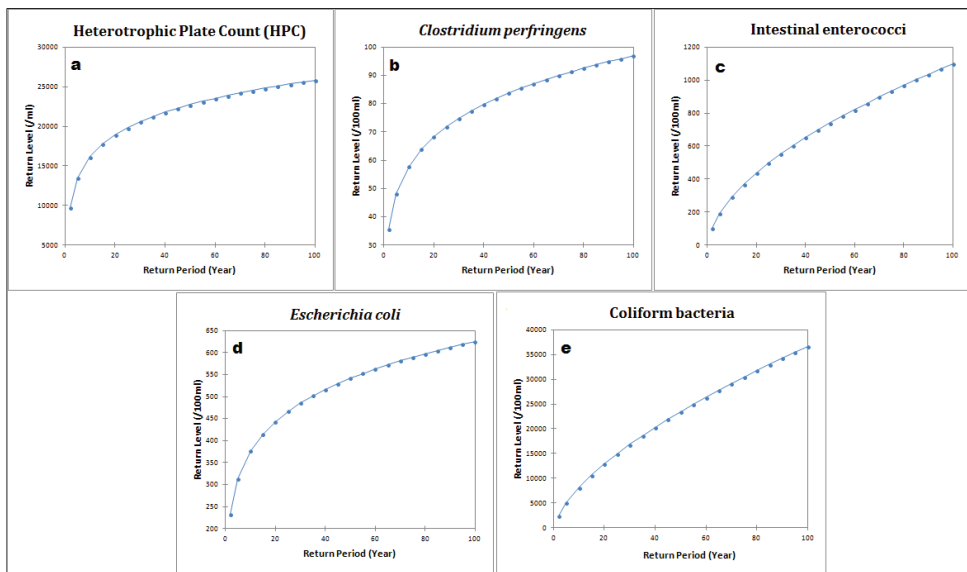 Heterotrophic Plate Count (HPC)
a
Return Level (/ml)
30000
25000
20000
15000
10000
5000
0 20 40 60 80 100
Return Period (Year)
Clostridium perfringens
b
Return Level (/100ml)
100
90
80
70
60
50
40
30
0 20 40 60 80 100
Return Period (Year)
Intestinal enterococci
c
Return Level (/100ml)
1200
1000
800
600
400
200
0
0 10 20 30 40 50 60 70 80 90 100
Return Period (Year)
Escherichia coli
d
Return Level (/100ml)
650
600
550
500
450
400
350
300
250
200
0 20 40 60 80 100
Return Period (Year)
Coliform bacteria
e
Return Level (/100ml)
40000
35000
30000
25000
20000
15000
10000
5000
0
0 20 40 60 80 100
Return Period (Year)